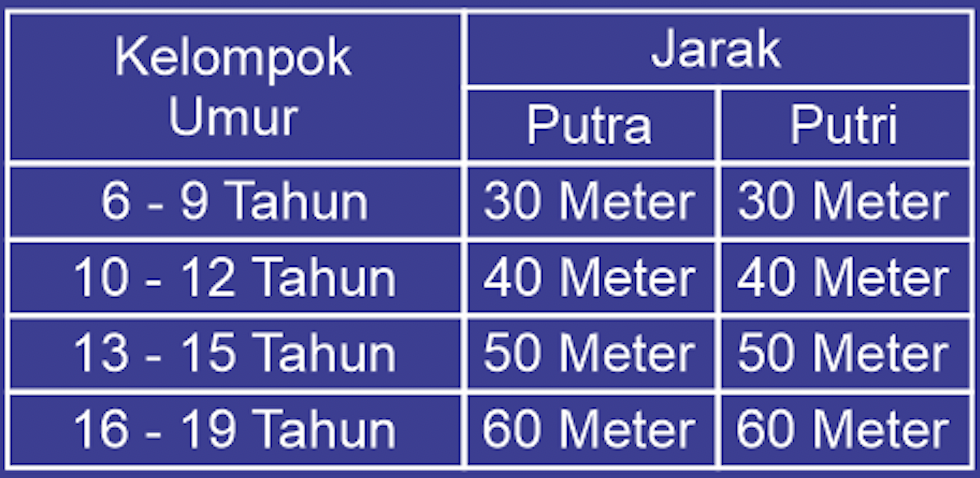 Kelompok
Umur
Jarak
Putra
Putri
6 - 9 Tahun
30 Meter
30 Meter
10 - 12 Tahun
40 Meter
40 Meter
13 - 15 Tahun
50 Meter
50 Meter
16 - 19 Tahun
60 Meter
60 Meter